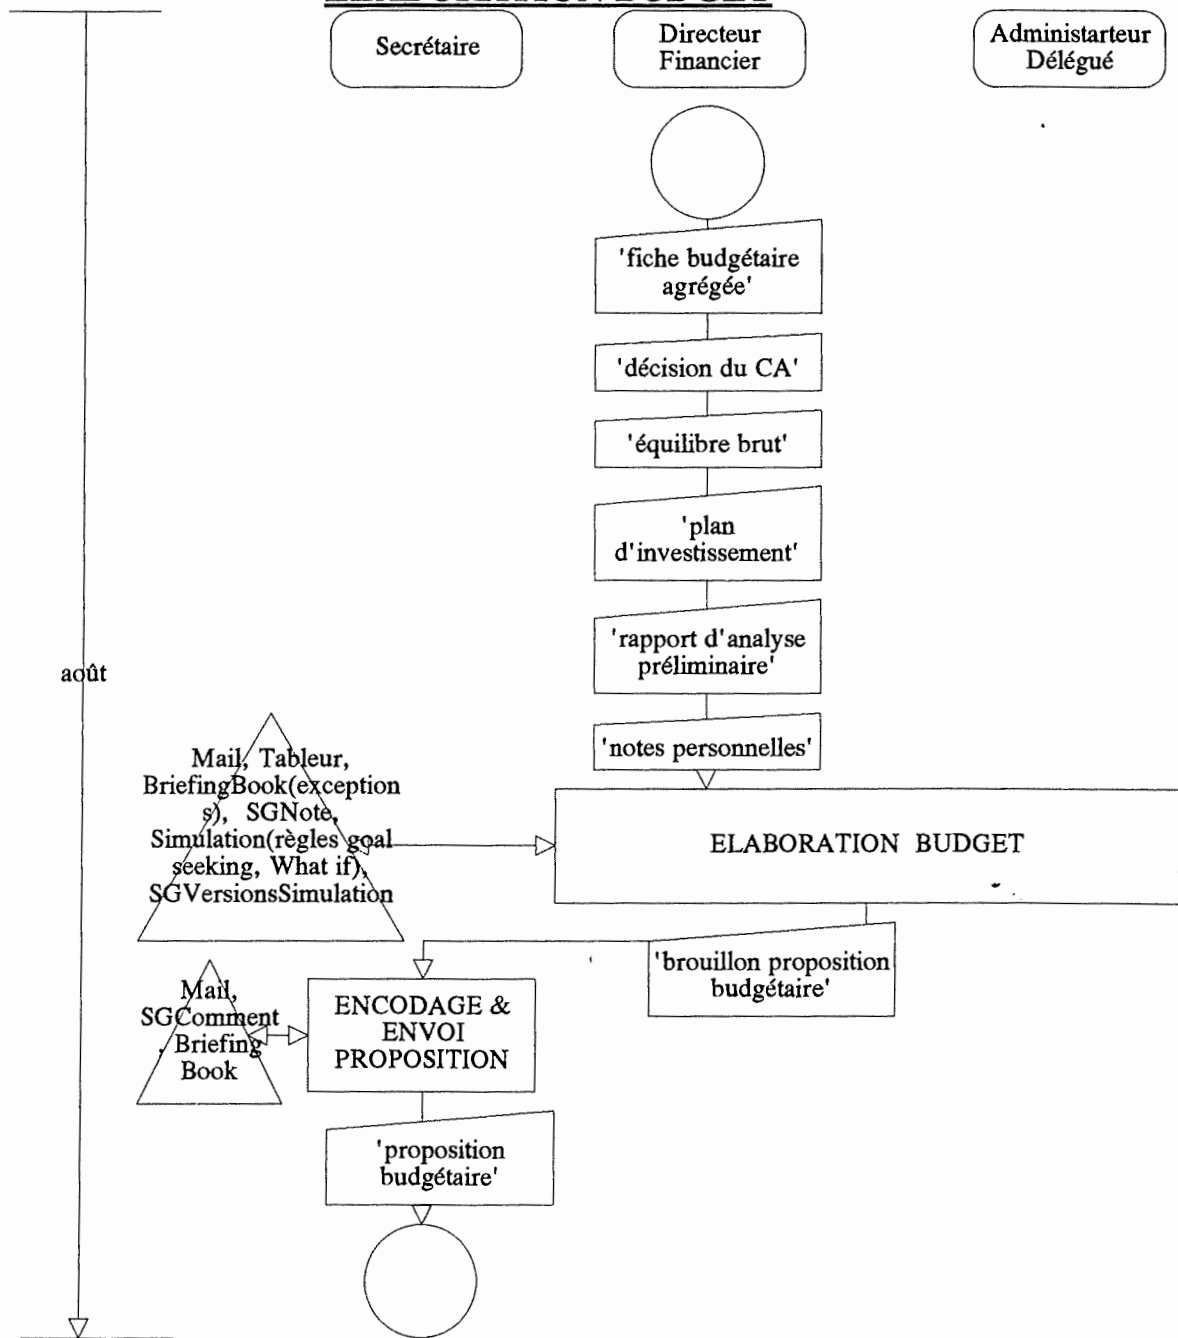 Secrétaire
Directeur
Financier
Administarteur
Délégué
'fiche budgétaire
agrégée'
'décision du CA'
'équilibre brut'
'plan
d'investissement'
'rapport d'analyse
préliminaire'
août
'notes personnelles'
Mail, Tableur,
BriefingBook(exception
s), SGNote,
Simulation(règles goal
seeking, What if),
SGVersionsSimulation
ELABORATION BUDGET
'brouillon proposition
budgétaire'
Mail,
SGComment
, Briefing
Book
ENCODAGE &
ENVOI
PROPOSITION
'proposition
budgétaire'